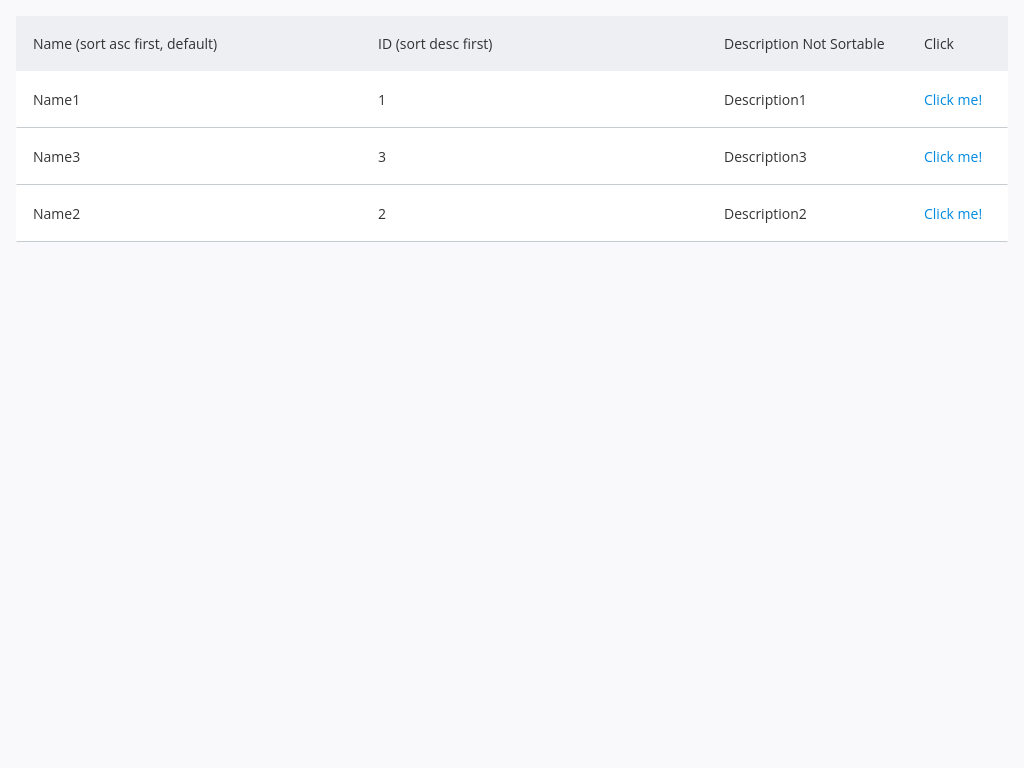 Name (sort asc first, default) ID (sort desc first) Description Not Sortable Click
Name1 1 Description1 Click me!
Name3 3 Description3 Click me!
Name2 2 Description2 Click me!